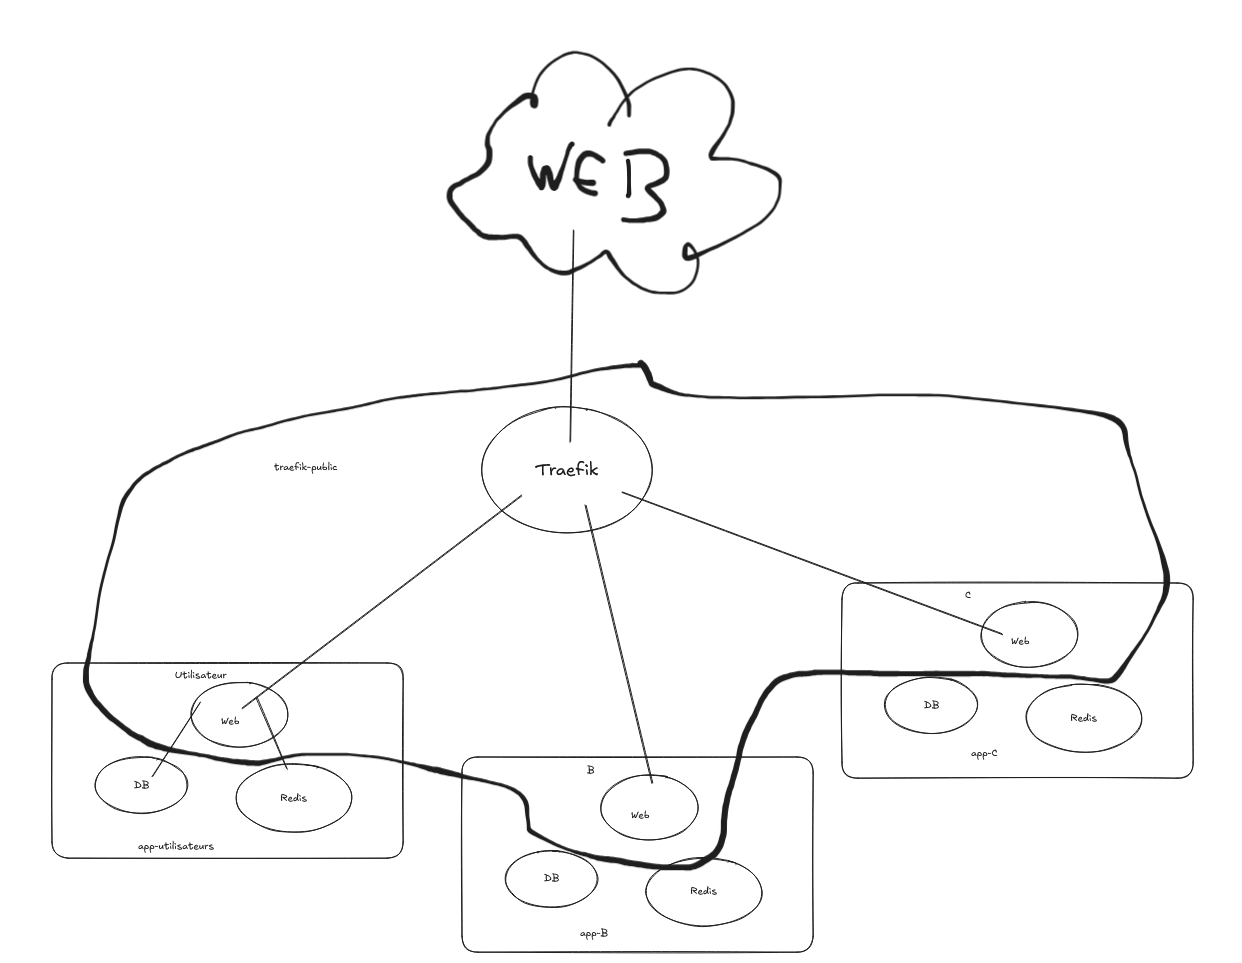 WEB
Traefik
traefik-public
Utilisateur
Web
DB
Redis
app-utilisateurs
B
Web
DB
Redis
app-B
C
Web
DB
Redis
app-C